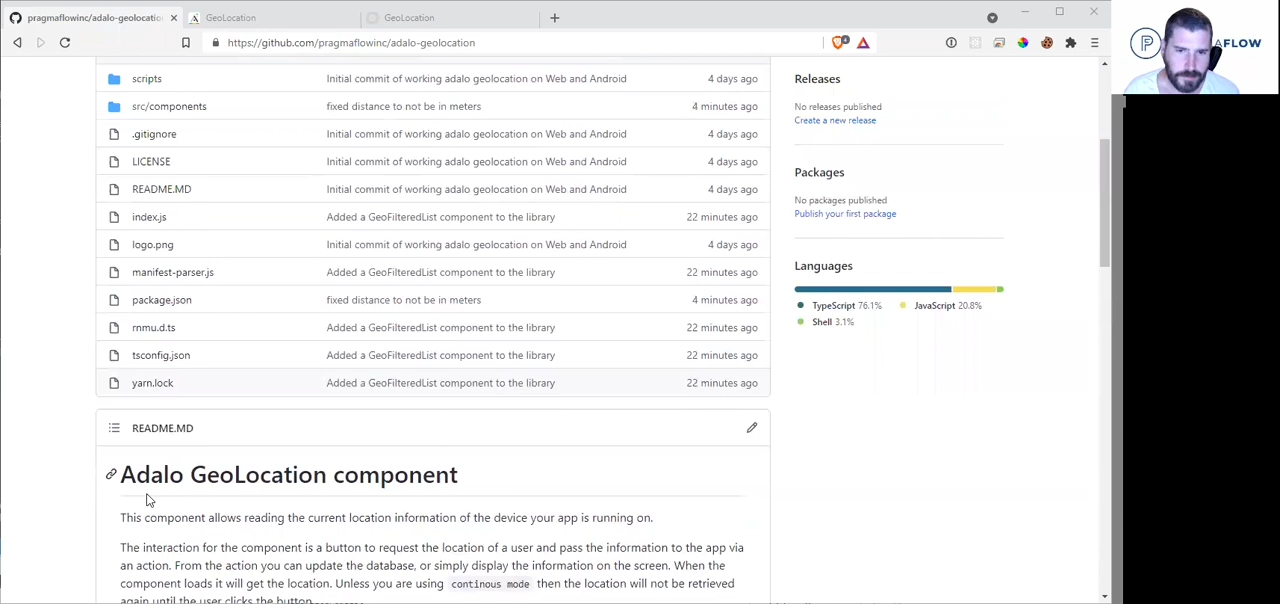 pragmaflowinc/adalo-geolocatio
GeoLocation
GeoLocation
https://github.com/pragmaflowinc/adalo-geolocation
AFLOW
scripts Initial commit of working adalo geolocation on Web and Android 4 days ago
src/components fixed distance to not be in meters 4 minutes ago
.gitignore Initial commit of working adalo geolocation on Web and Android 4 days ago
LICENSE Initial commit of working adalo geolocation on Web and Android 4 days ago
README.MD Initial commit of working adalo geolocation on Web and Android 4 days ago
index.js Added a GeoFilteredList component to the library 22 minutes ago
logo.png Initial commit of working adalo geolocation on Web and Android 4 days ago
manifest-parser.js Added a GeoFilteredList component to the library 22 minutes ago
package.json fixed distance to not be in meters 4 minutes ago
rnmu.d.ts Added a GeoFilteredList component to the library 22 minutes ago
tsconfig.json Added a GeoFilteredList component to the library 22 minutes ago
yarn.lock Added a GeoFilteredList component to the library 22 minutes ago
Releases
No releases published
Create a new release
Packages
No packages published
Publish your first package
Languages
TypeScript 76.1% JavaScript 20.8%
Shell 3.1%
README.MD
Adalo GeoLocation component
This component allows reading the current location information of the device your app is running on.
The interaction for the component is a button to request the location of a user and pass the information to the app via
an action. From the action you can update the database, or simply display the information on the screen. When the
component loads it will get the location. Unless you are using continous mode then the location will not be retrieved
again until the user clicks the button